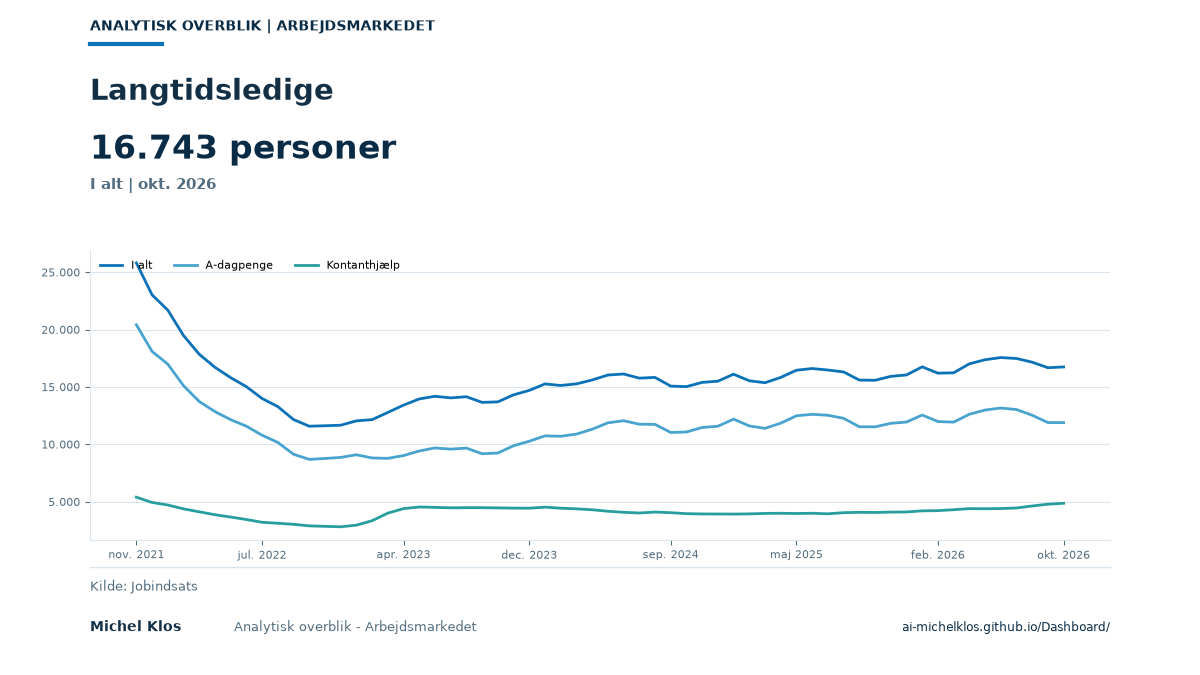 ANALYTISK OVERBLIK | ARBEJDSMARKEDET
Langtidsledige
16.743 personer
I alt | okt. 2026
I alt
A-dagpenge
Kontanthjælp
25.000
20.000
15.000
10.000
5.000
nov. 2021
jul. 2022
apr. 2023
dec. 2023
sep. 2024
maj 2025
feb. 2026
okt. 2026
Kilde: Jobindsats
Michel Klos
Analytisk overblik - Arbejdsmarkedet
ai-michelklos.github.io/Dashboard/